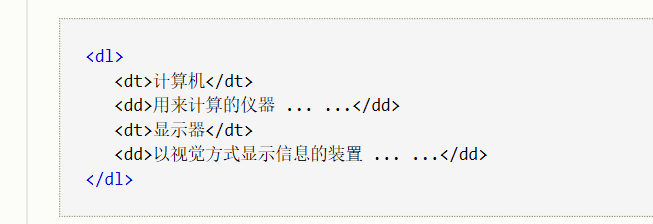 <dl>
<dt>计算机</dt>
<dd>用来计算的仪器 ... ...</dd>
<dt>显示器</dt>
<dd>以视觉方式显示信息的装置 ... ...</dd>
</dl>